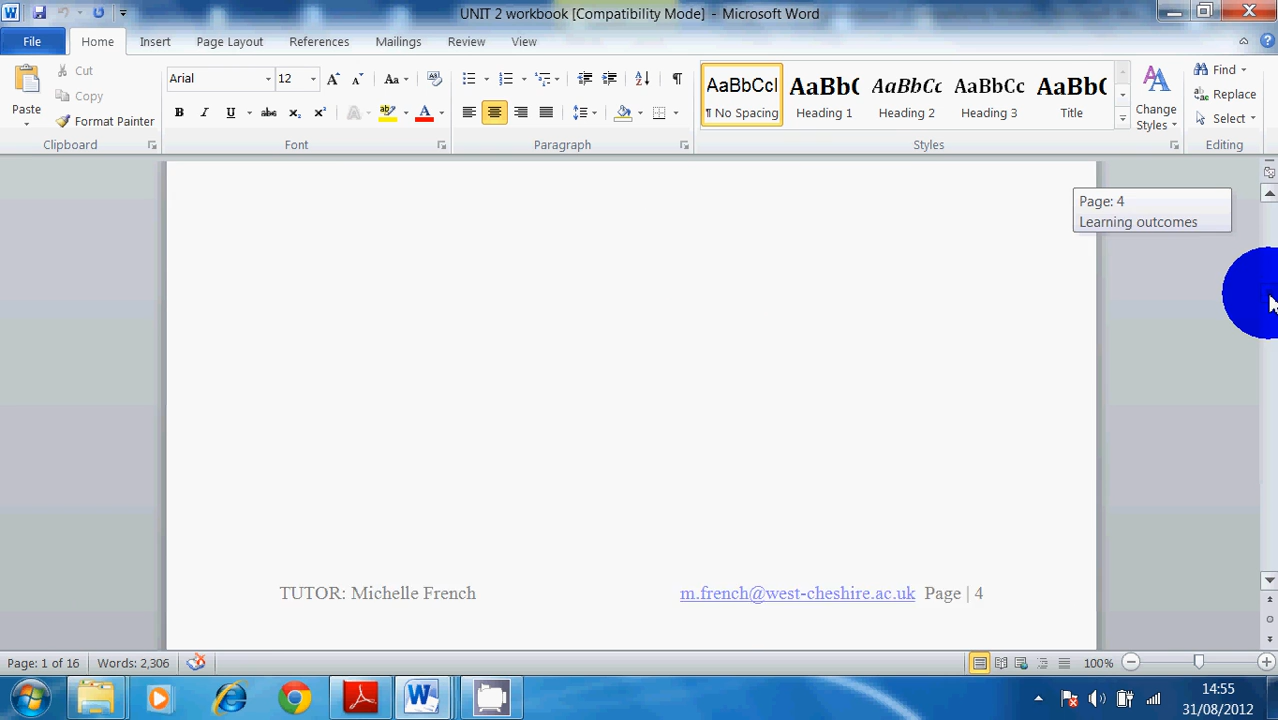 UNIT 2 workbook [Compatibility Mode] - Microsoft Word
File Home Insert Page Layout References Mailings Review View
Paste
Cut
Copy
Format Painter
Clipboard
Arial 12
Font
Paragraph
AaBbCcI AaBb( AaBbCc AaBbCc AaBb(
¶ No Spacing Heading 1 Heading 2 Heading 3 Title
Styles
Change
Styles
Find
Replace
Select
Editing
Page: 4
Learning outcomes
TUTOR: Michelle French m.french@west-cheshire.ac.uk Page | 4
Page: 1 of 16 Words: 2,306 100%
14:55
31/08/2012